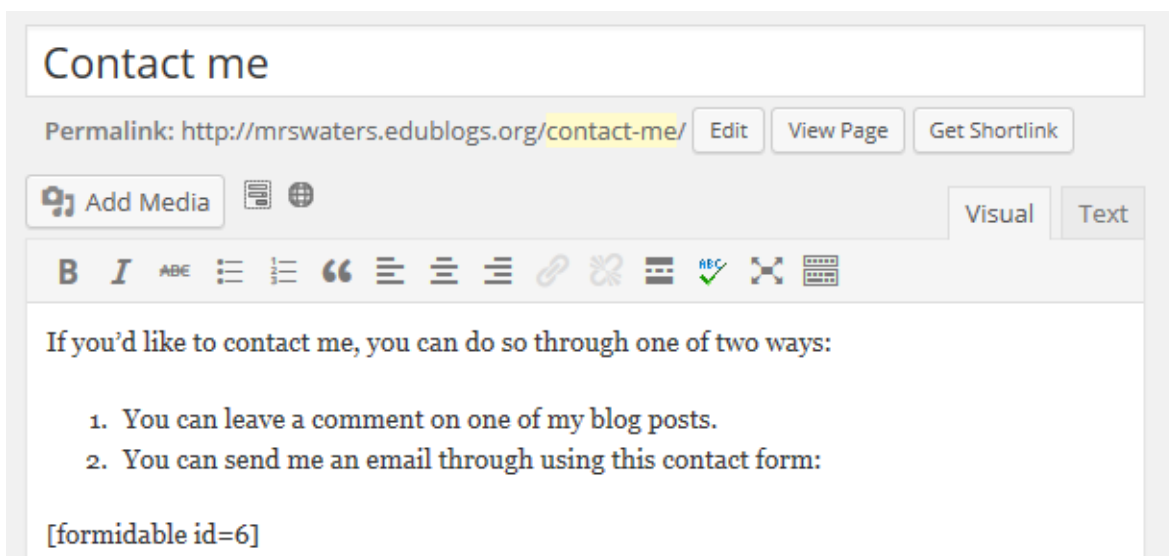 Contact me
Permalink: http://mrswaters.edublogs.org/contact-me/ Edit View Page Get Shortlink
Add Media Visual Text
B I ABC ABC
If you’d like to contact me, you can do so through one of two ways:
1. You can leave a comment on one of my blog posts.
2. You can send me an email through using this contact form:
[formidable id=6]